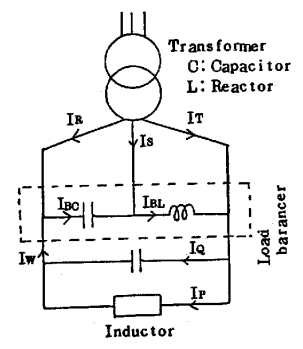 Transformer
C: Capacitor
L: Reactor
IR
IS
IT
IBC
IBL
Load
barancer
IW
IQ
IP
Inductor